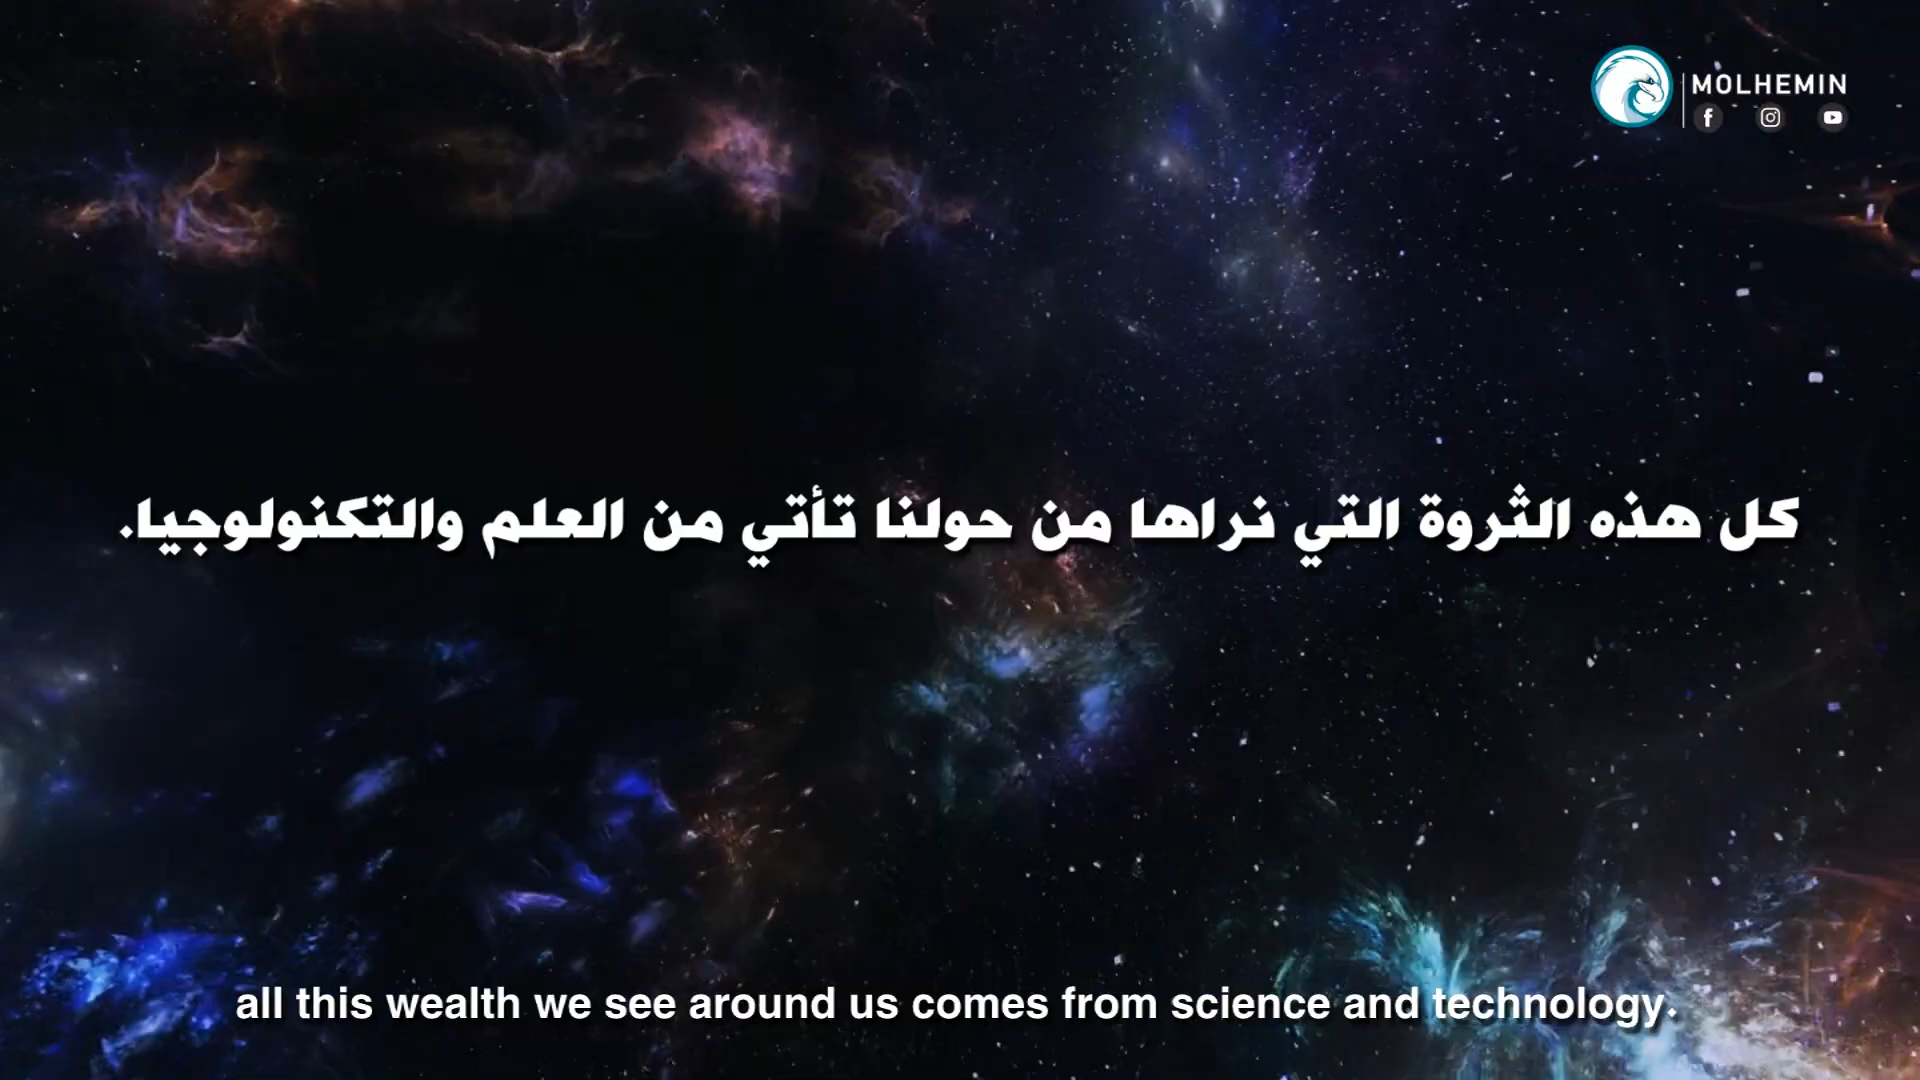 MOLHEMIN
كل هذه الثروة التي نراها من حولنا تأتي من العلم والتكنولوجيا.
all this wealth we see around us comes from science and technology.